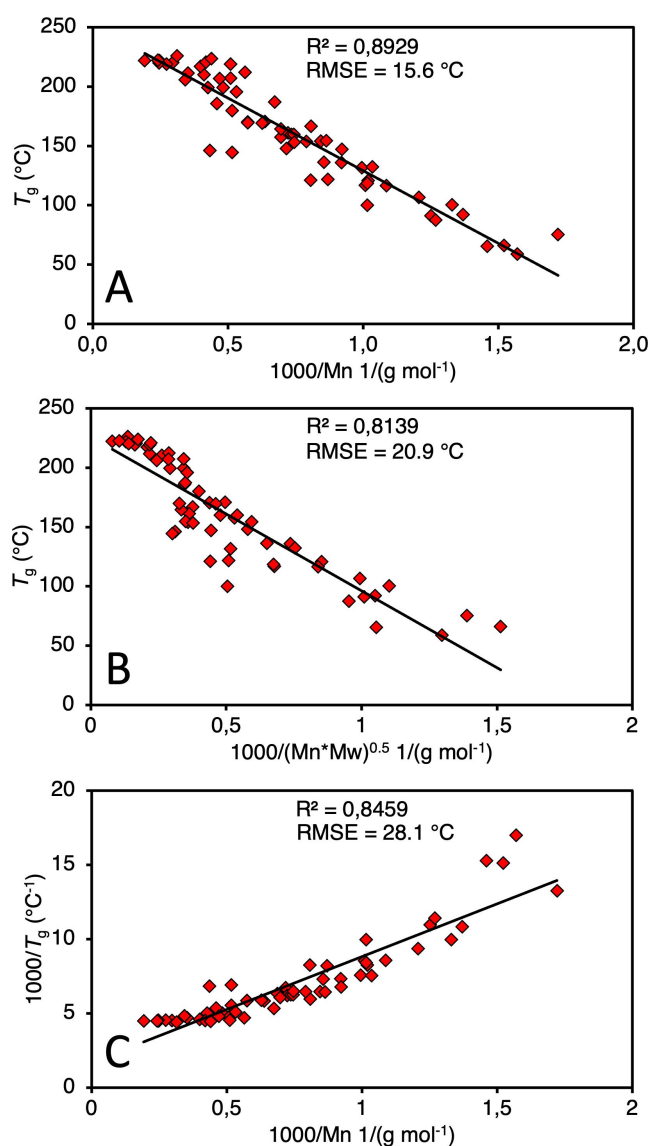 R² = 0,8929
RMSE = 15.6 °C
250
200
150
100
50
0
Tg (°C)
A
0,0
0,5
1,0
1,5
2,0
1000/Mn 1/(g mol⁻¹)
R² = 0,8139
RMSE = 20.9 °C
250
200
150
100
50
0
Tg (°C)
B
0
0,5
1
1,5
2
1000/(Mn*Mw)⁰·⁵ 1/(g mol⁻¹)
R² = 0,8459
RMSE = 28.1 °C
20
15
10
5
0
1000/Tg (°C⁻¹)
C
0
0,5
1
1,5
2
1000/Mn 1/(g mol⁻¹)